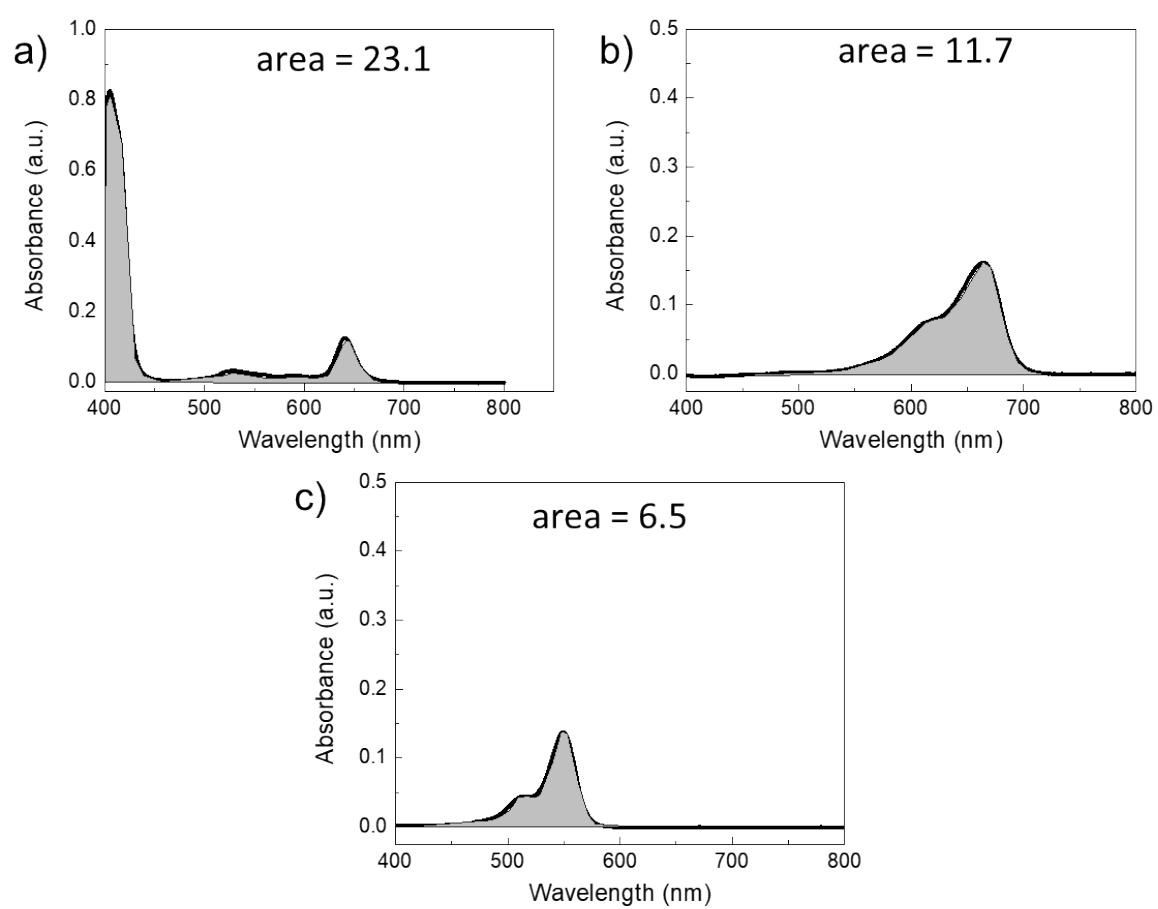 a)
area = 23.1
Absorbance (a.u.)
1.0
0.8
0.6
0.4
0.2
0.0
400 500 600 700 800
Wavelength (nm)
b)
area = 11.7
Absorbance (a.u.)
0.5
0.4
0.3
0.2
0.1
0.0
400 500 600 700 800
Wavelength (nm)
c)
area = 6.5
Absorbance (a.u.)
0.5
0.4
0.3
0.2
0.1
0.0
400 500 600 700 800
Wavelength (nm)